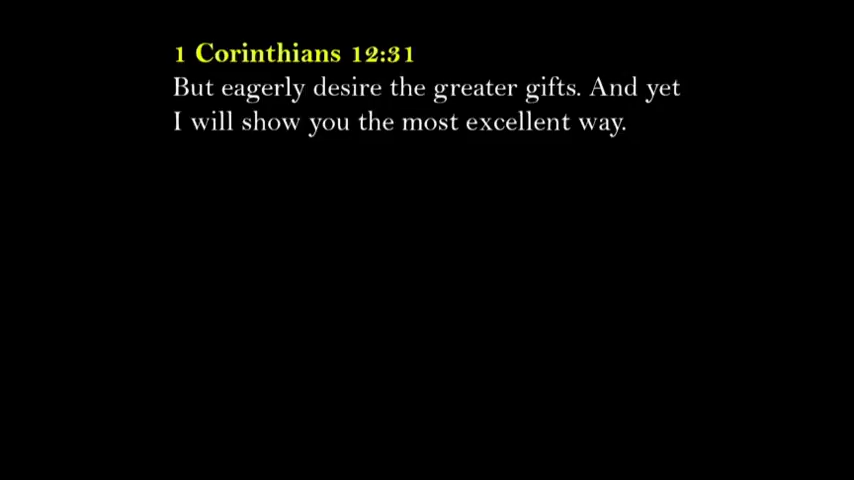 1 Corinthians 12:31
But eagerly desire the greater gifts. And yet
I will show you the most excellent way.